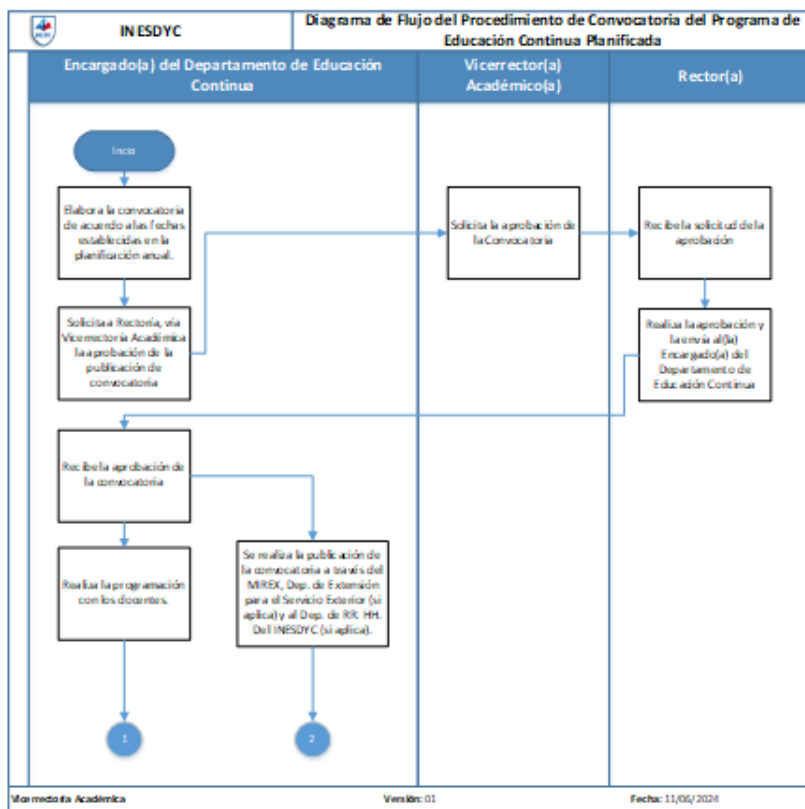 INESDYC
Diagrama de Flujo del Procedimiento de Convocatoria del Programa de
Educación Continua Planificada
Encargado(a) del Departamento de Educación
Continua
Vicerrector(a)
Académico(a)
Rector(a)
Inicio
Elabora la convocatoria
de acuerdo a las fechas
establecidas en la
planificación anual.
Solicita la aprobación de
la Convocatoria
Recibe la solicitud de la
aprobación
Solicita a Rectoría, vía
Vicerrectoría Académica
la aprobación de la
publicación de
convocatoria
Realiza la aprobación y
la envía al(la)
Encargado(a) del
Departamento de
Educación Continua
Recibe la aprobación de
la convocatoria
Realiza la programación
con los docentes.
Se realiza la publicación de
la convocatoria a través del
MIREX, Dep. de Extensión
para el Servicio Exterior (si
aplica) y al Dep. de RR. HH.
Del INESDYC (si aplica).
1
2
Vicerrectoría Académica
Versión: 01
Fecha: 11/06/2024